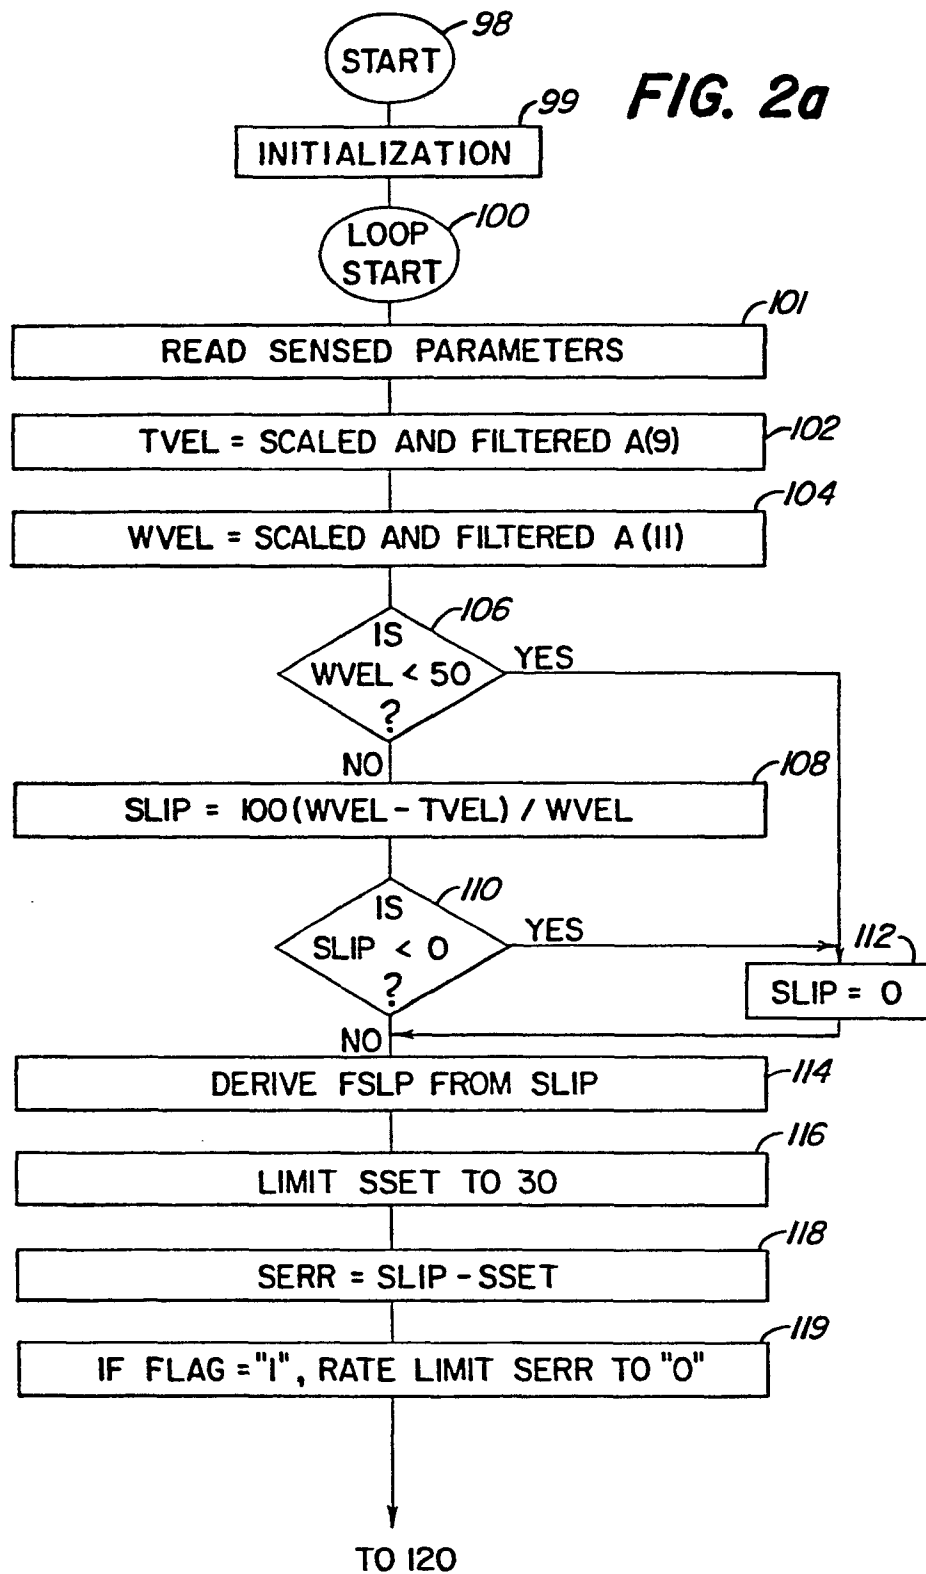 98
START
FIG. 2a
99
INITIALIZATION
100
LOOP
START
101
READ SENSED PARAMETERS
102
TVEL = SCALED AND FILTERED A(9)
104
WVEL = SCALED AND FILTERED A (11)
106
IS
WVEL < 50
?
YES
NO
108
SLIP = 100 (WVEL - TVEL) / WVEL
110
IS
SLIP < 0
?
YES
112
SLIP = 0
NO
DERIVE FSLP FROM SLIP
114
116
LIMIT SSET TO 30
118
SERR = SLIP - SSET
119
IF FLAG = "1", RATE LIMIT SERR TO "0"
TO 120